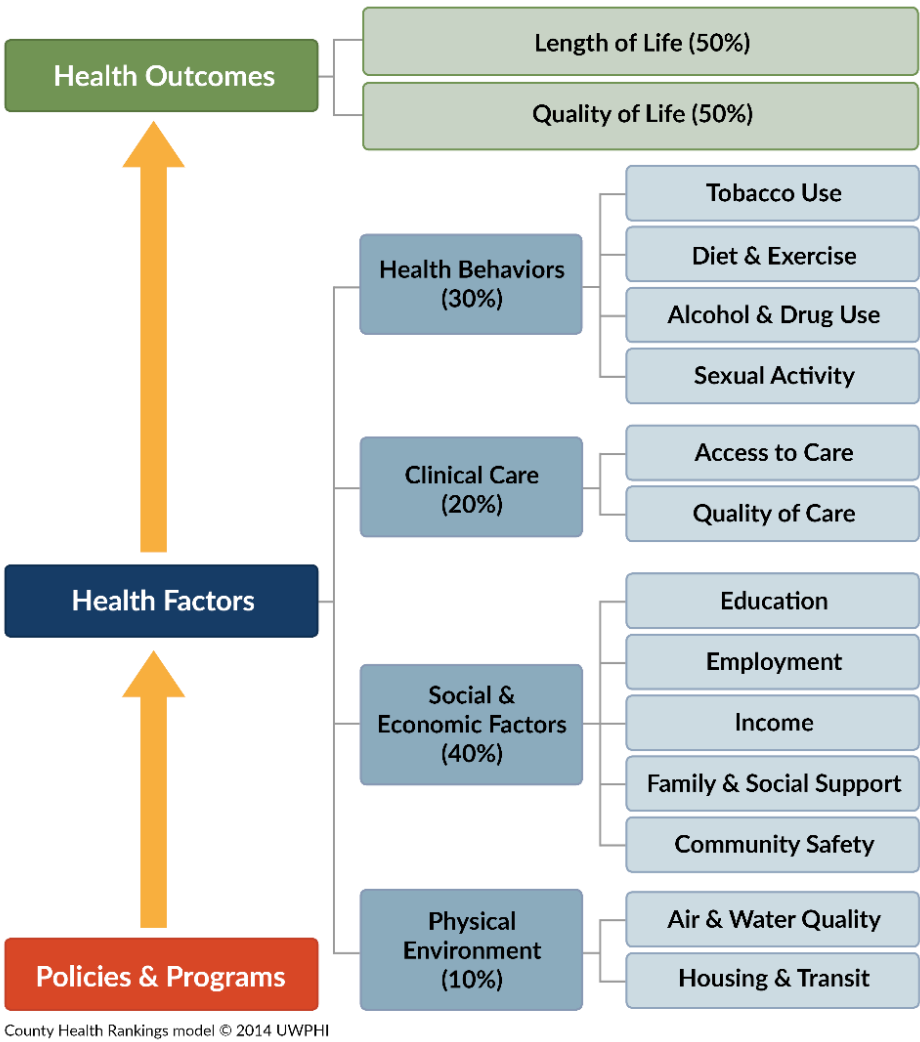 Health Outcomes
Length of Life (50%)
Quality of Life (50%)
Health Factors
Health Behaviors
(30%)
Tobacco Use
Diet & Exercise
Alcohol & Drug Use
Sexual Activity
Clinical Care
(20%)
Access to Care
Quality of Care
Social &
Economic Factors
(40%)
Education
Employment
Income
Family & Social Support
Community Safety
Physical
Environment
(10%)
Air & Water Quality
Housing & Transit
Policies & Programs
County Health Rankings model © 2014 UWPHI